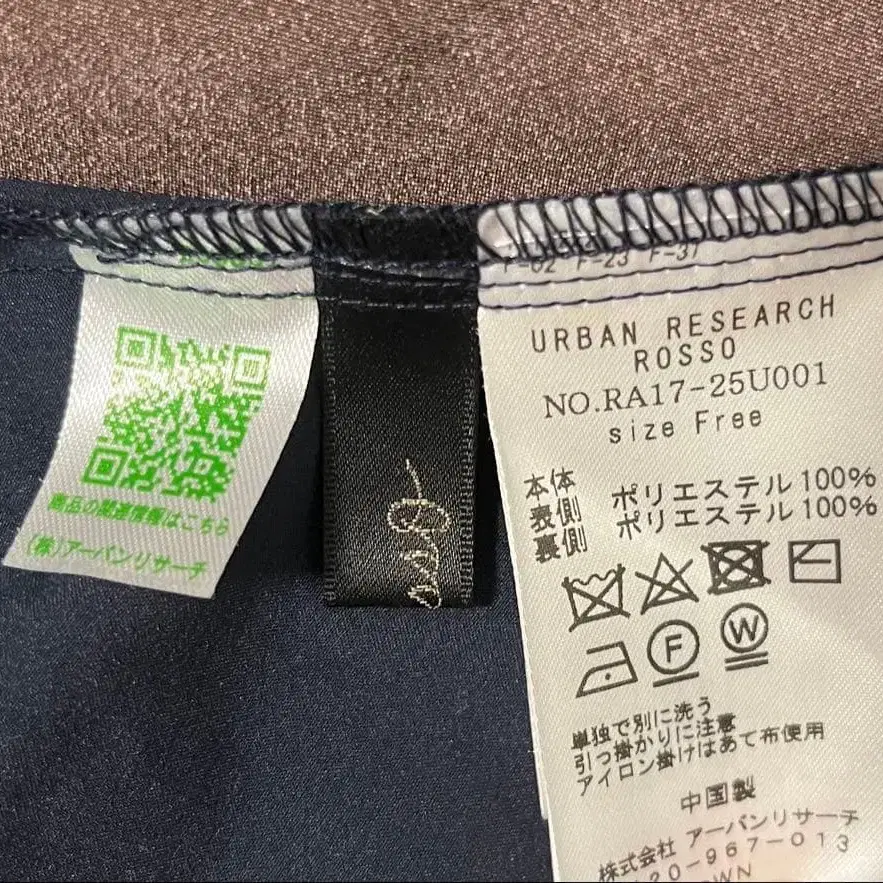 商品の関連情報はこちら
(株)アーバンリサーチ
F-02 F-23 F-37
URBAN RESEARCH
ROSSO
NO.RA17-25U001
size Free
本体
表側 ポリエステル100%
裏側 ポリエステル100%
F
W
単独で別に洗う
引っ掛かりに注意
アイロン掛けはあて布使用
中国製
株式会社 アーバンリサーチ
20-967-013